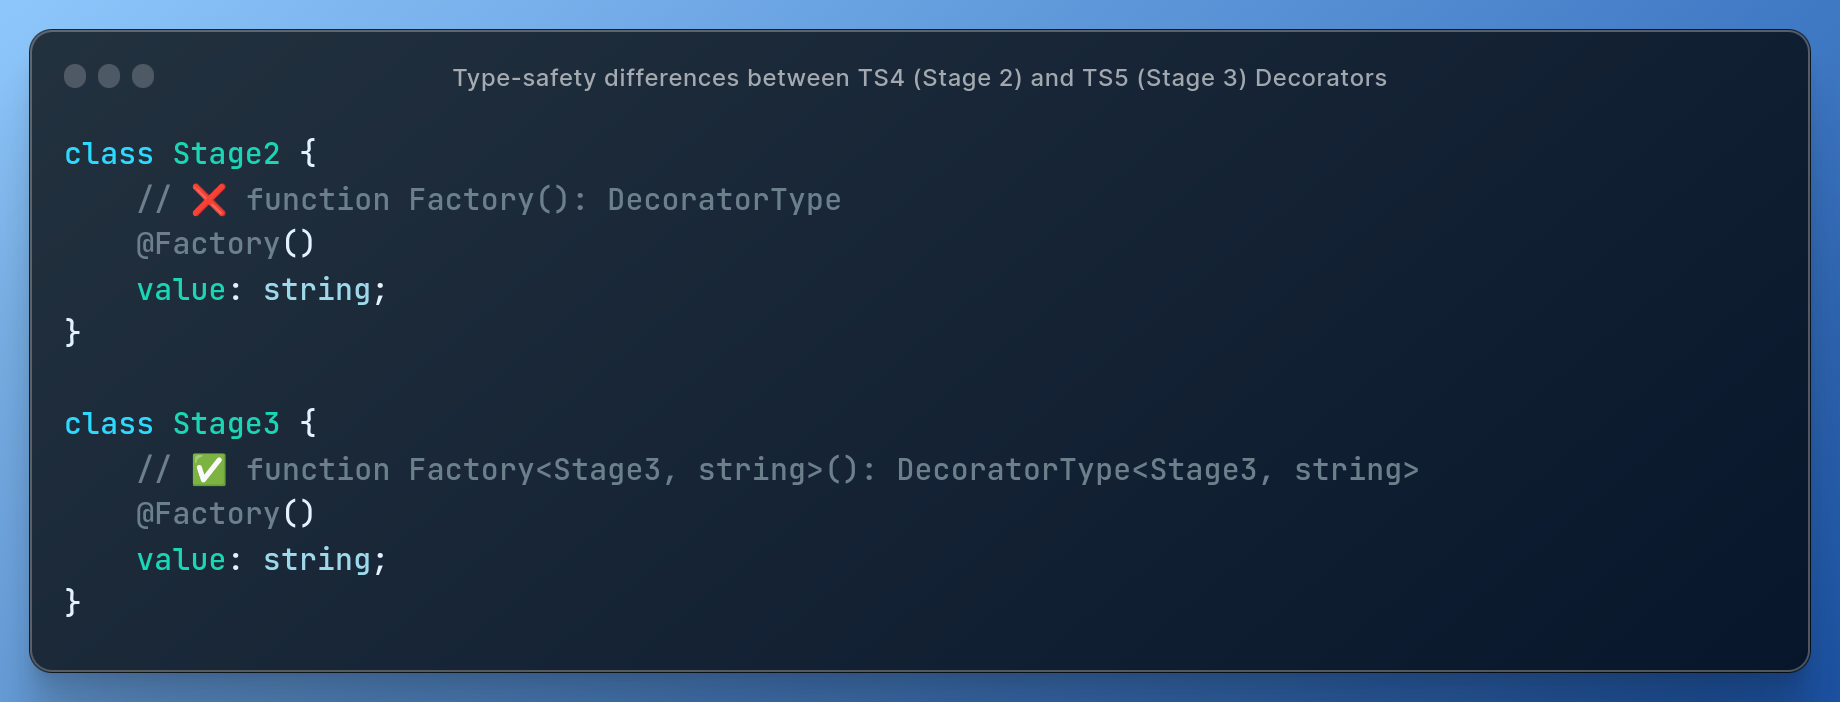 Type-safety differences between TS4 (Stage 2) and TS5 (Stage 3) Decorators
class Stage2 {
    // ❌ function Factory(): DecoratorType
    @Factory()
    value: string;
}
class Stage3 {
    // ✅ function Factory<Stage3, string>(): DecoratorType<Stage3, string>
    @Factory()
    value: string;
}